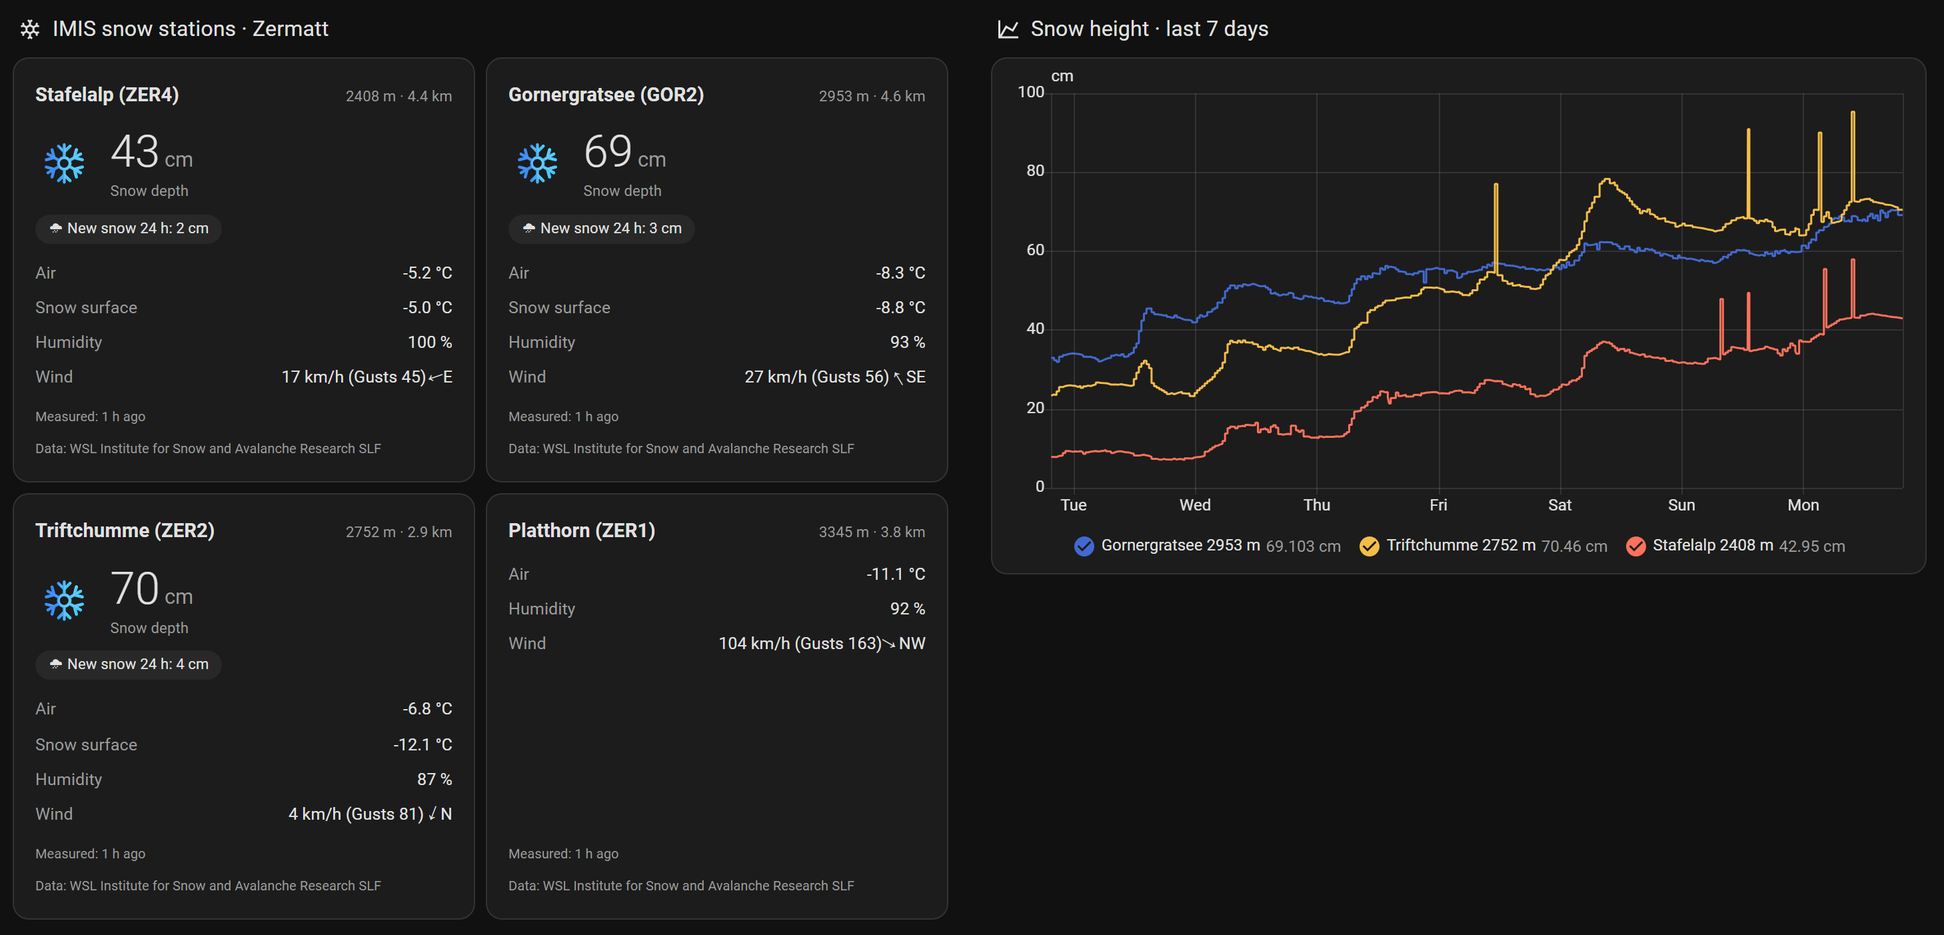 IMIS snow stations · Zermatt
Stafelalp (ZER4)
2408 m · 4.4 km
43 cm
Snow depth
New snow 24 h: 2 cm
Air -5.2 °C
Snow surface -5.0 °C
Humidity 100 %
Wind 17 km/h (Gusts 45) ← E
Measured: 1 h ago
Data: WSL Institute for Snow and Avalanche Research SLF
Gornergratsee (GOR2)
2953 m · 4.6 km
69 cm
Snow depth
New snow 24 h: 3 cm
Air -8.3 °C
Snow surface -8.8 °C
Humidity 93 %
Wind 27 km/h (Gusts 56) ↖ SE
Measured: 1 h ago
Data: WSL Institute for Snow and Avalanche Research SLF
Triftchumme (ZER2)
2752 m · 2.9 km
70 cm
Snow depth
New snow 24 h: 4 cm
Air -6.8 °C
Snow surface -12.1 °C
Humidity 87 %
Wind 4 km/h (Gusts 81) ↓ N
Measured: 1 h ago
Data: WSL Institute for Snow and Avalanche Research SLF
Platthorn (ZER1)
3345 m · 3.8 km
Air -11.1 °C
Humidity 92 %
Wind 104 km/h (Gusts 163) ↘ NW
Measured: 1 h ago
Data: WSL Institute for Snow and Avalanche Research SLF
Snow height · last 7 days
cm
100
80
60
40
20
0
Tue Wed Thu Fri Sat Sun Mon
Gornergratsee 2953 m 69.103 cm Triftchumme 2752 m 70.46 cm Stafelalp 2408 m 42.95 cm